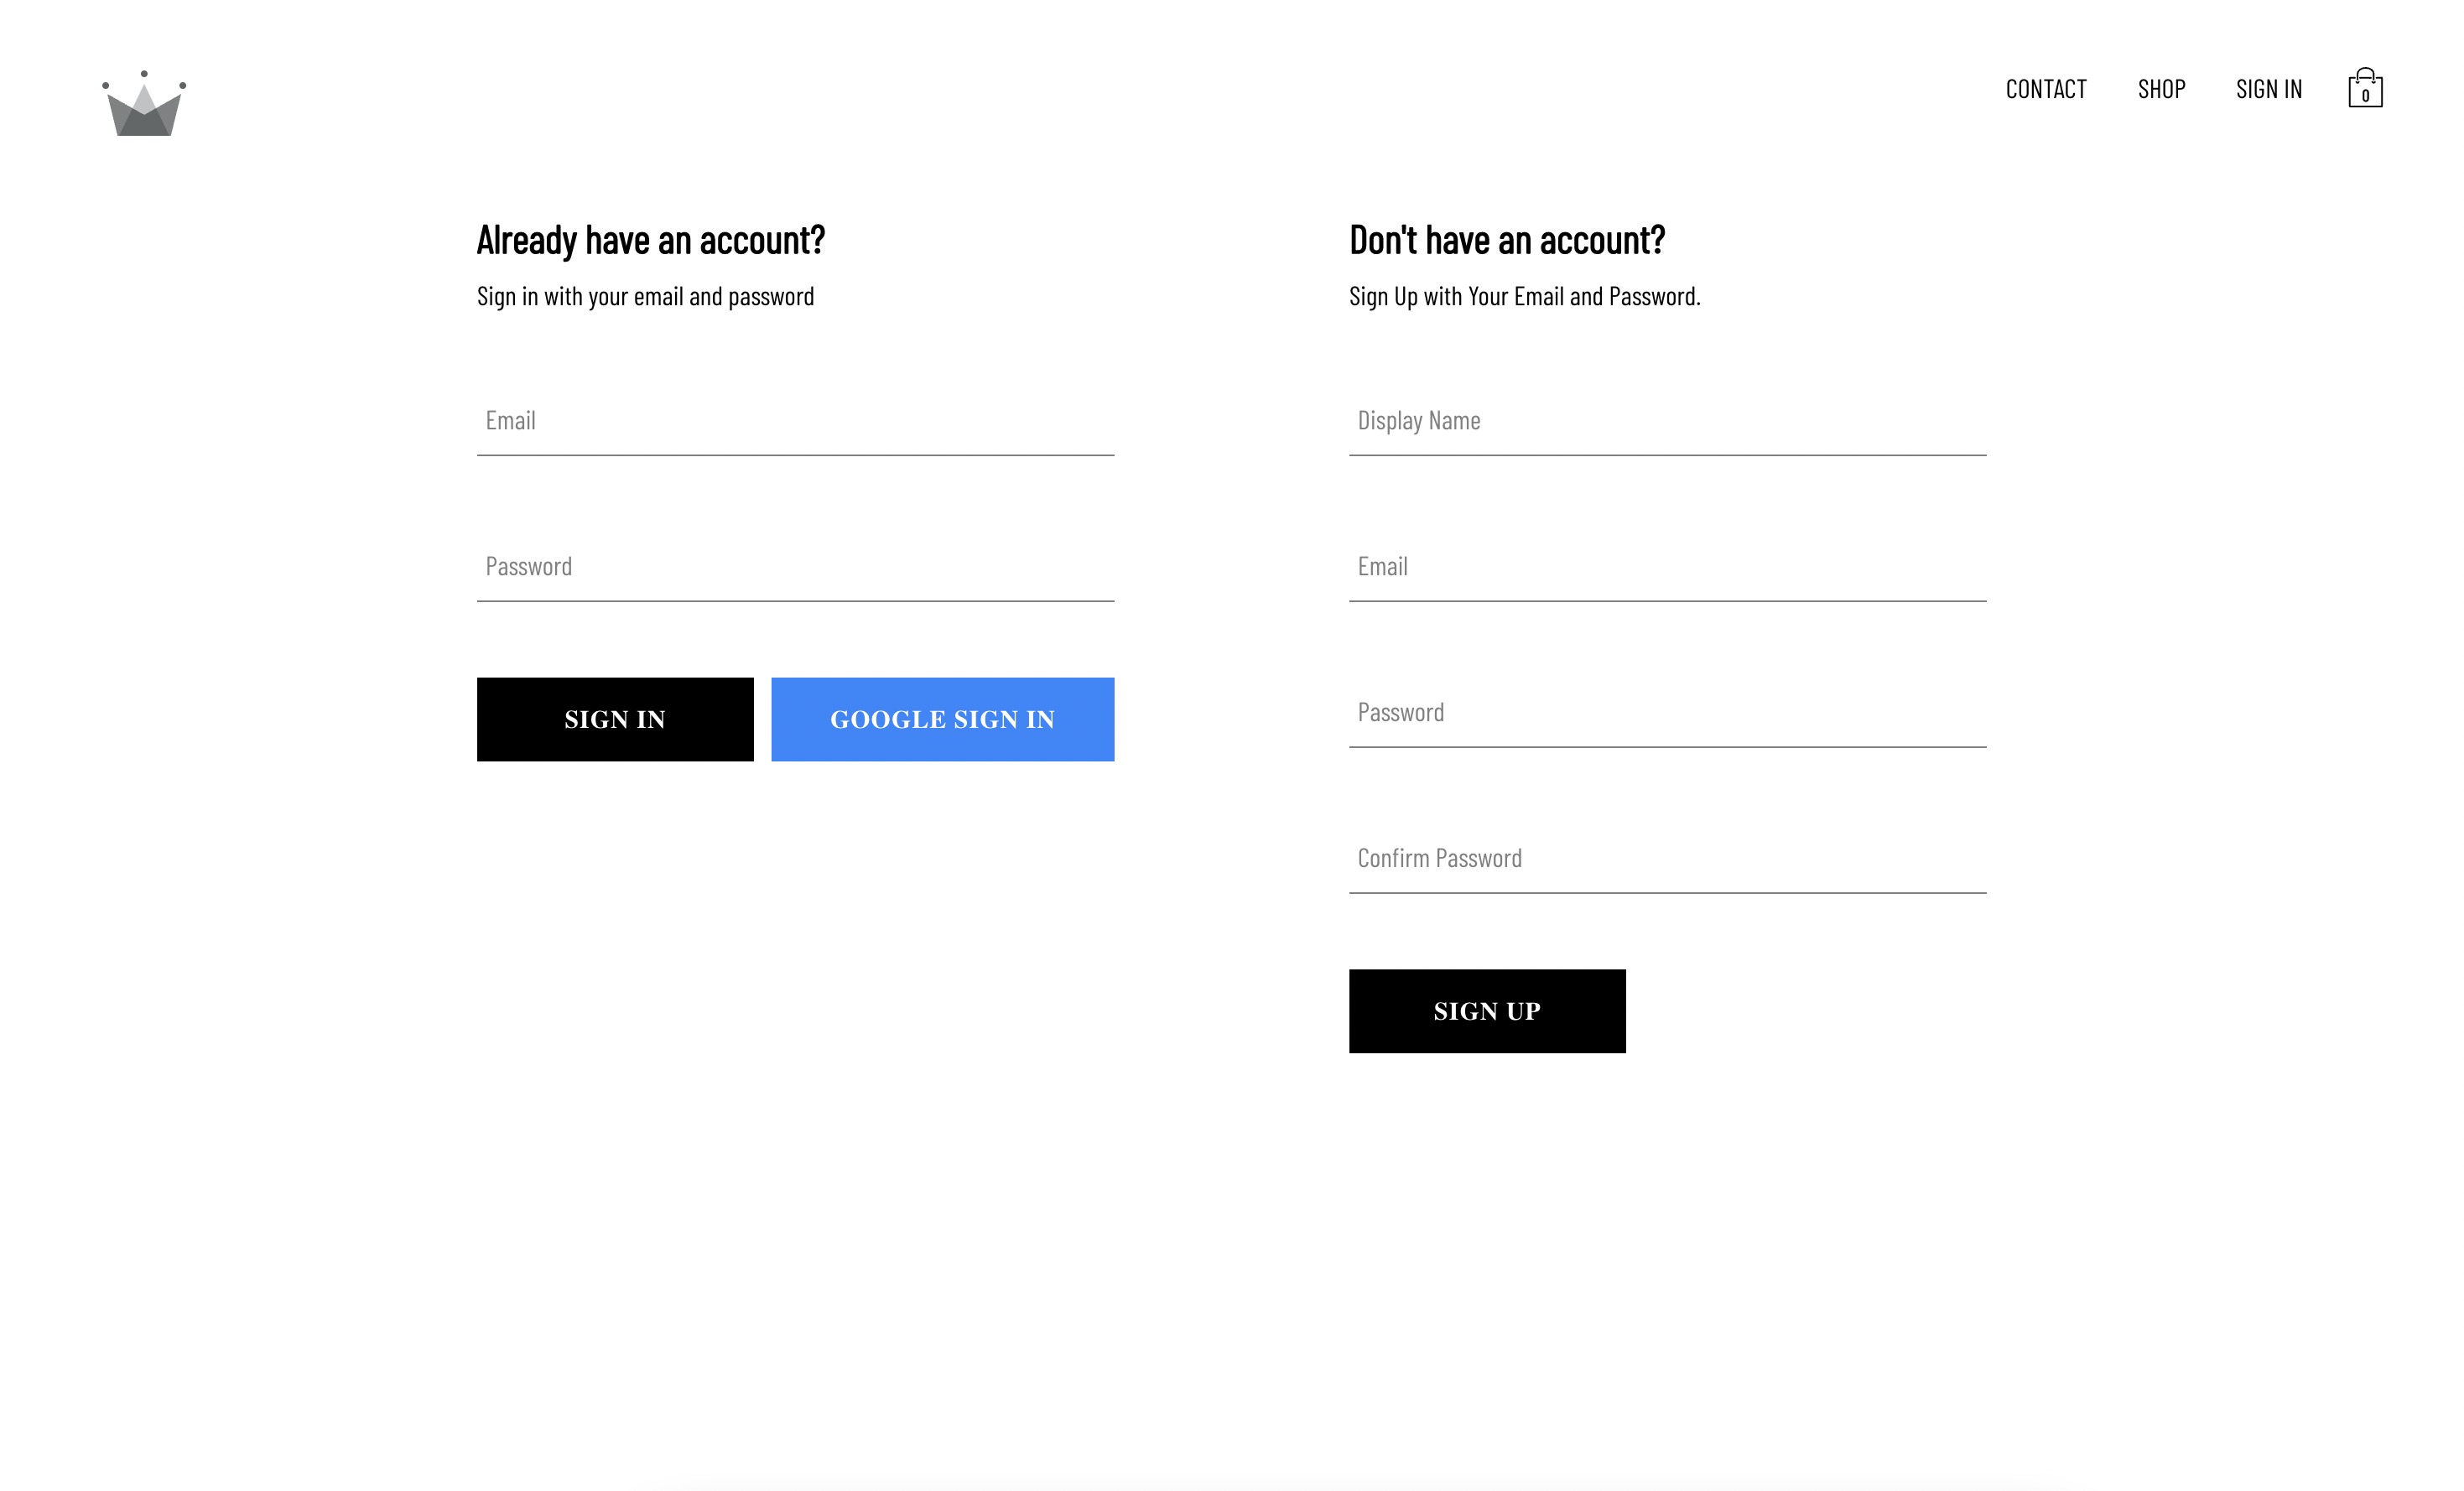 CONTACT SHOP SIGN IN 0
Already have an account?
Sign in with your email and password
Email
Password
SIGN IN GOOGLE SIGN IN
Don't have an account?
Sign Up with Your Email and Password.
Display Name
Email
Password
Confirm Password
SIGN UP